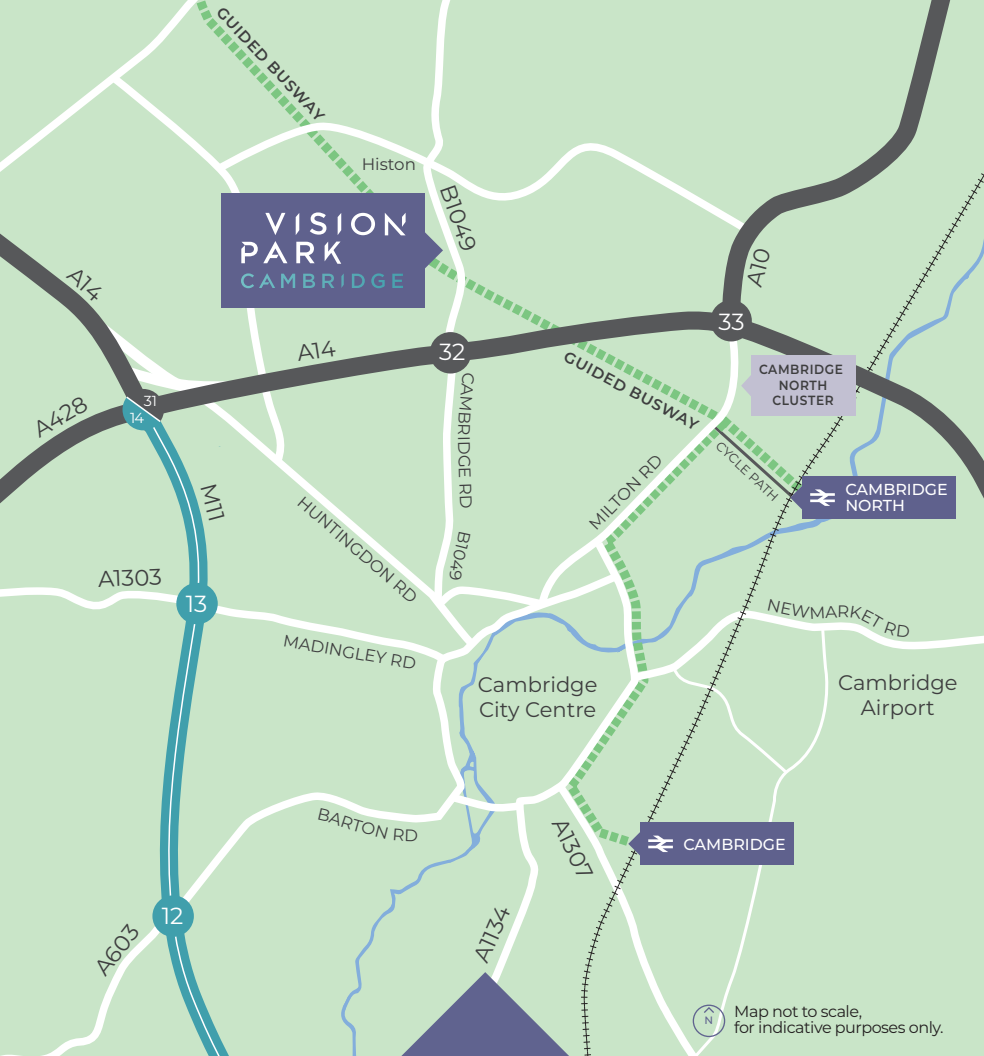 GUIDED BUSWAY
Histon
B1049
VISION
PARK
CAMBRIDGE
A14
A10
33
A14
32
GUIDED BUSWAY
CAMBRIDGE
NORTH
CLUSTER
A428
31
14
CAMBRIDGE RD
CYCLE PATH
CAMBRIDGE
NORTH
MILTON RD
M11
HUNTINGDON RD
B1049
A1303
13
NEWMARKET RD
MADINGLEY RD
Cambridge
City Centre
Cambridge
Airport
BARTON RD
A1307
CAMBRIDGE
12
A603
A1134
N
Map not to scale,
for indicative purposes only.